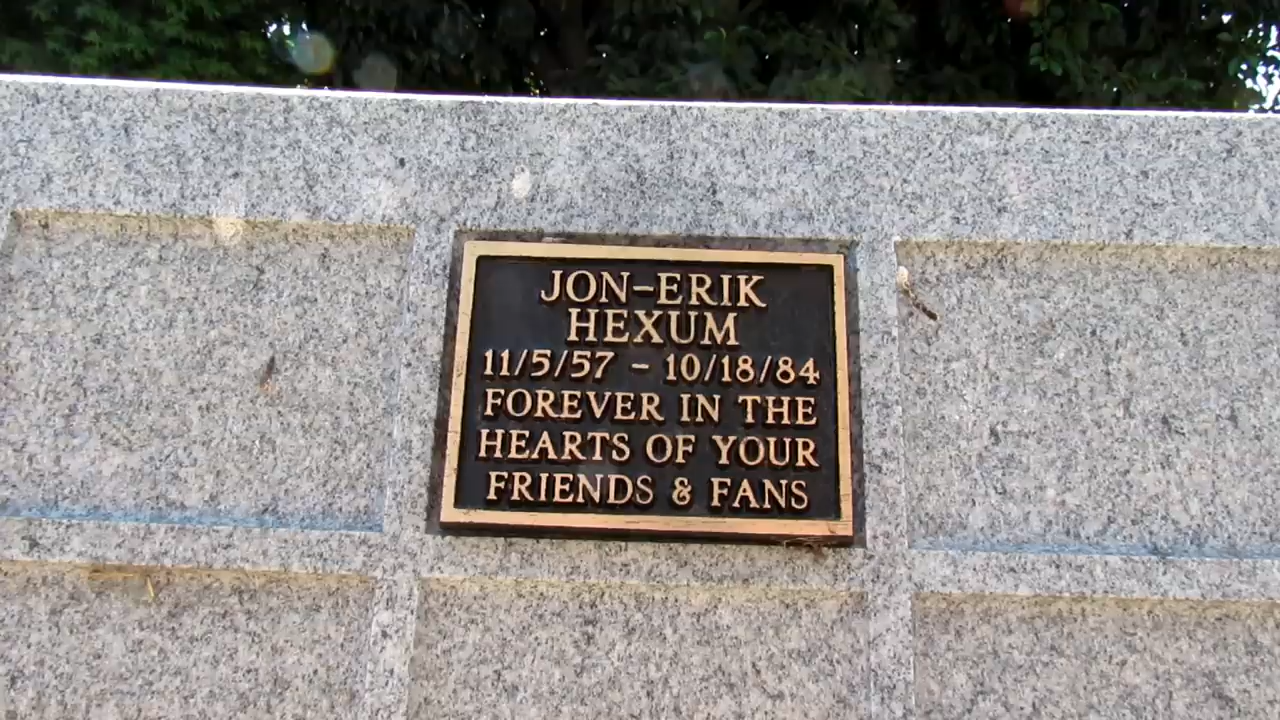 JON-ERIK
HEXUM
11/5/57 - 10/18/84
FOREVER IN THE
HEARTS OF YOUR
FRIENDS & FANS